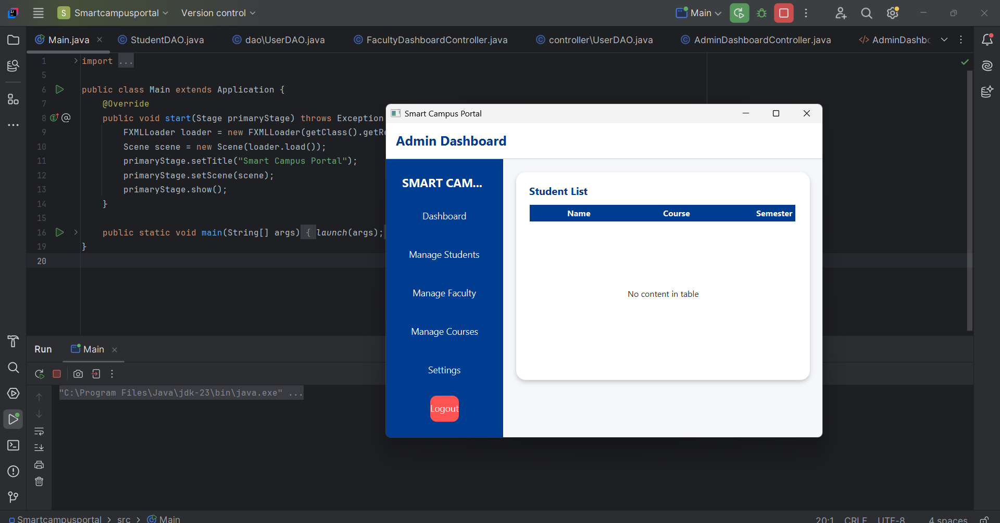 S Smartcampusportal Version control Main
Main.java StudentDAO.java dao\UserDAO.java FacultyDashboardController.java controller\UserDAO.java AdminDashboardController.java AdminDashbc
1 import ...
5
6 public class Main extends Application {
7 @Override
8 public void start(Stage primaryStage) throws Exception
9 FXMLLoader loader = new FXMLLoader(getClass().getRe
10 Scene scene = new Scene(loader.load());
11 primaryStage.setTitle("Smart Campus Portal");
12 primaryStage.setScene(scene);
13 primaryStage.show();
14 }
15
16 public static void main(String[] args) { launch(args);
19 }
20
Smart Campus Portal
Admin Dashboard
SMART CAM...
Dashboard
Manage Students
Manage Faculty
Manage Courses
Settings
Logout
Student List
Name Course Semester
No content in table
Run Main
"C:\Program Files\Java\jdk-23\bin\java.exe" ...
Smartcampusportal > src > Main
20:1 CRLF UTF-8 4 spaces